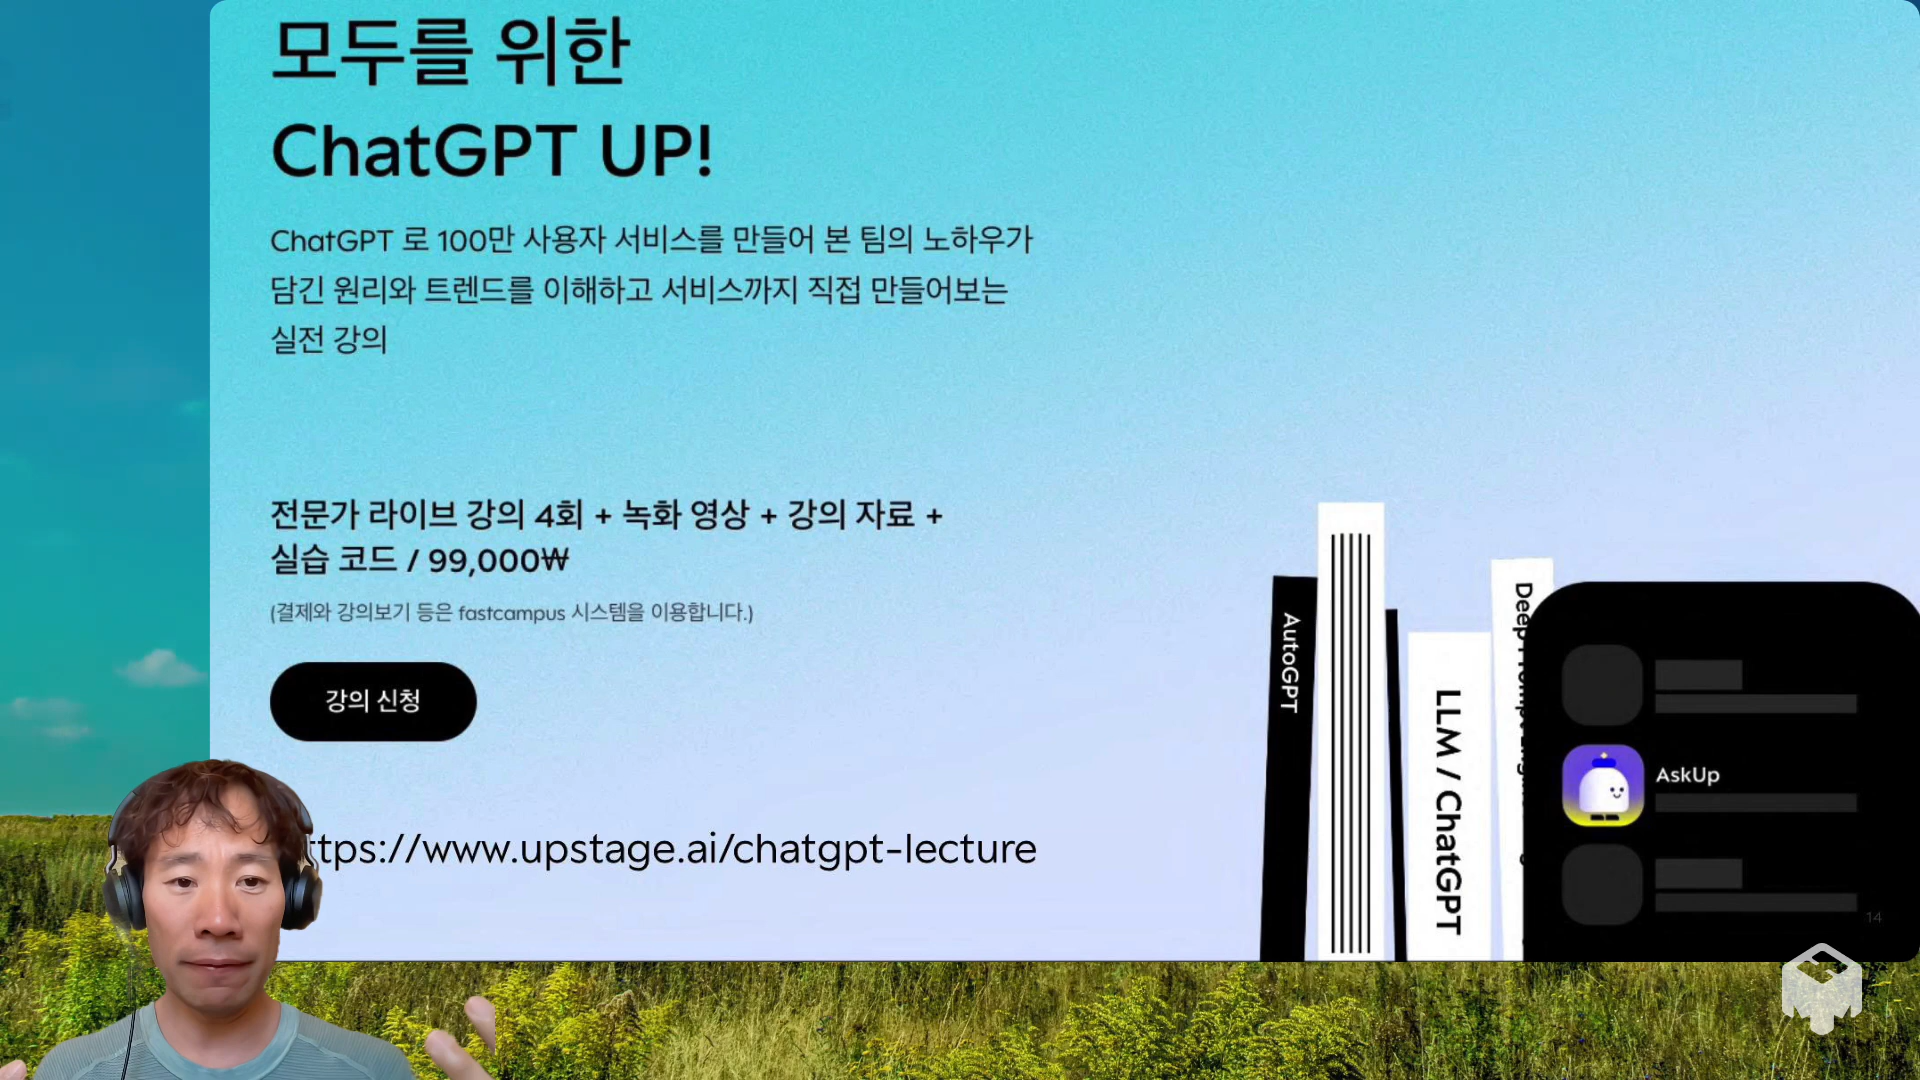 모두를 위한
ChatGPT UP!
ChatGPT 로 100만 사용자 서비스를 만들어 본 팀의 노하우가
담긴 원리와 트렌드를 이해하고 서비스까지 직접 만들어보는
실전 강의
전문가 라이브 강의 4회 + 녹화 영상 + 강의 자료 +
실습 코드 / 99,000₩
(결제와 강의보기 등은 fastcampus 시스템을 이용합니다.)
강의 신청
ttps://www.upstage.ai/chatgpt-lecture
AutoGPT
LLM / ChatGPT
Deep
AskUp
14